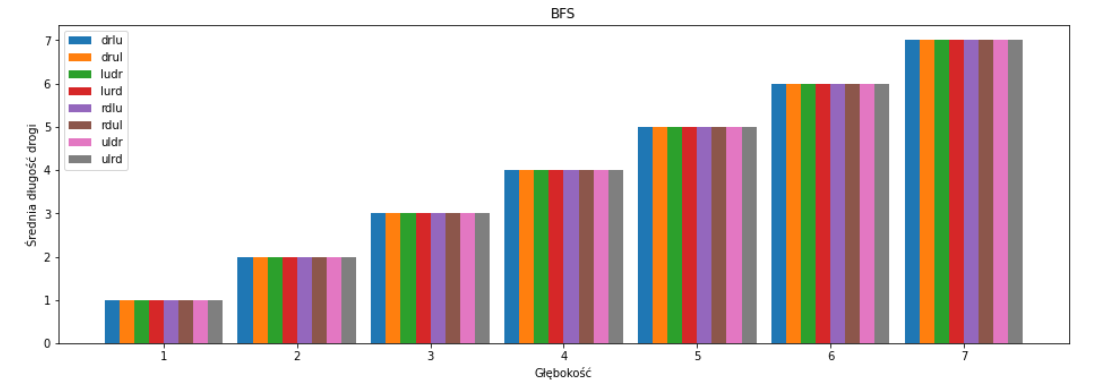 BFS
drlu
drul
ludr
lurd
rdlu
rdul
uldr
ulrd
Średnia długość drogi
7
6
5
4
3
2
1
0
1 2 3 4 5 6 7
Głębokość